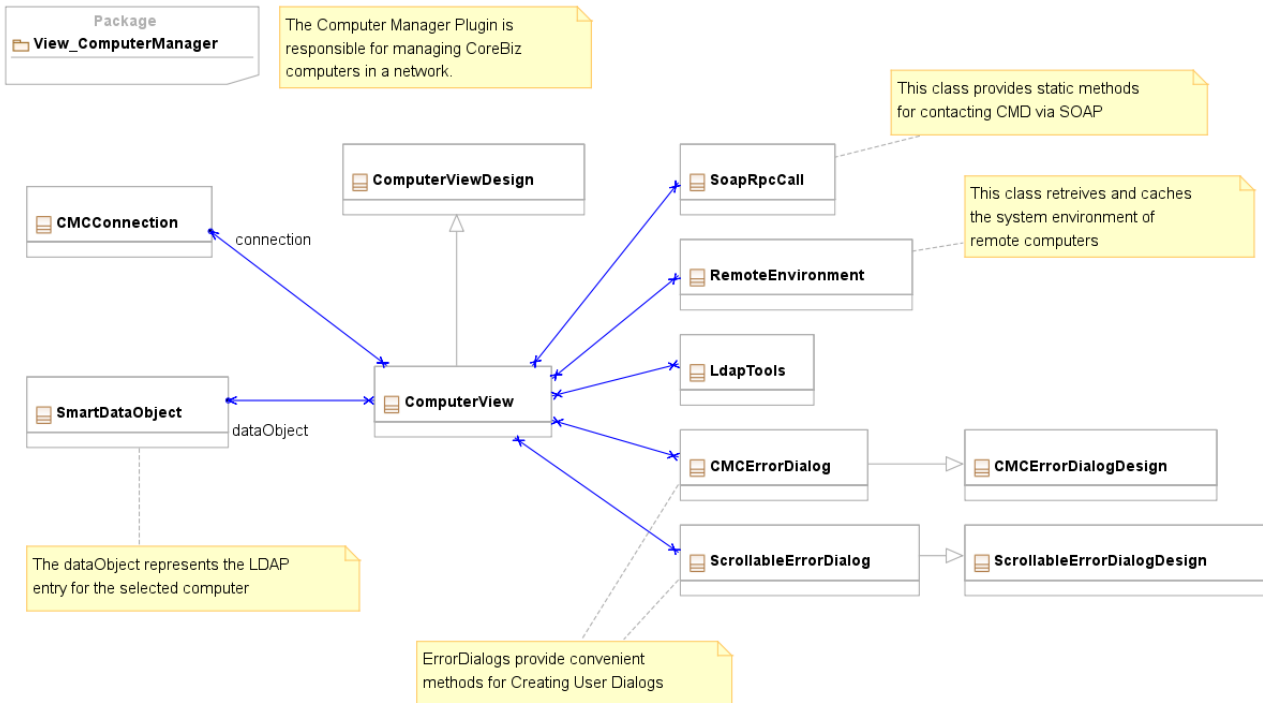 Package
View_ComputerManager
The Computer Manager Plugin is
responsible for managing CoreBiz
computers in a network.
This class provides static methods
for contacting CMD via SOAP
ComputerViewDesign
SoapRpcCall
This class retreives and caches
the system environment of
remote computers
CMCConnection
connection
RemoteEnvironment
LdapTools
SmartDataObject
dataObject
ComputerView
CMCErrorDialog
CMCErrorDialogDesign
ScrollableErrorDialog
ScrollableErrorDialogDesign
The dataObject represents the LDAP
entry for the selected computer
ErrorDialogs provide convenient
methods for Creating User Dialogs